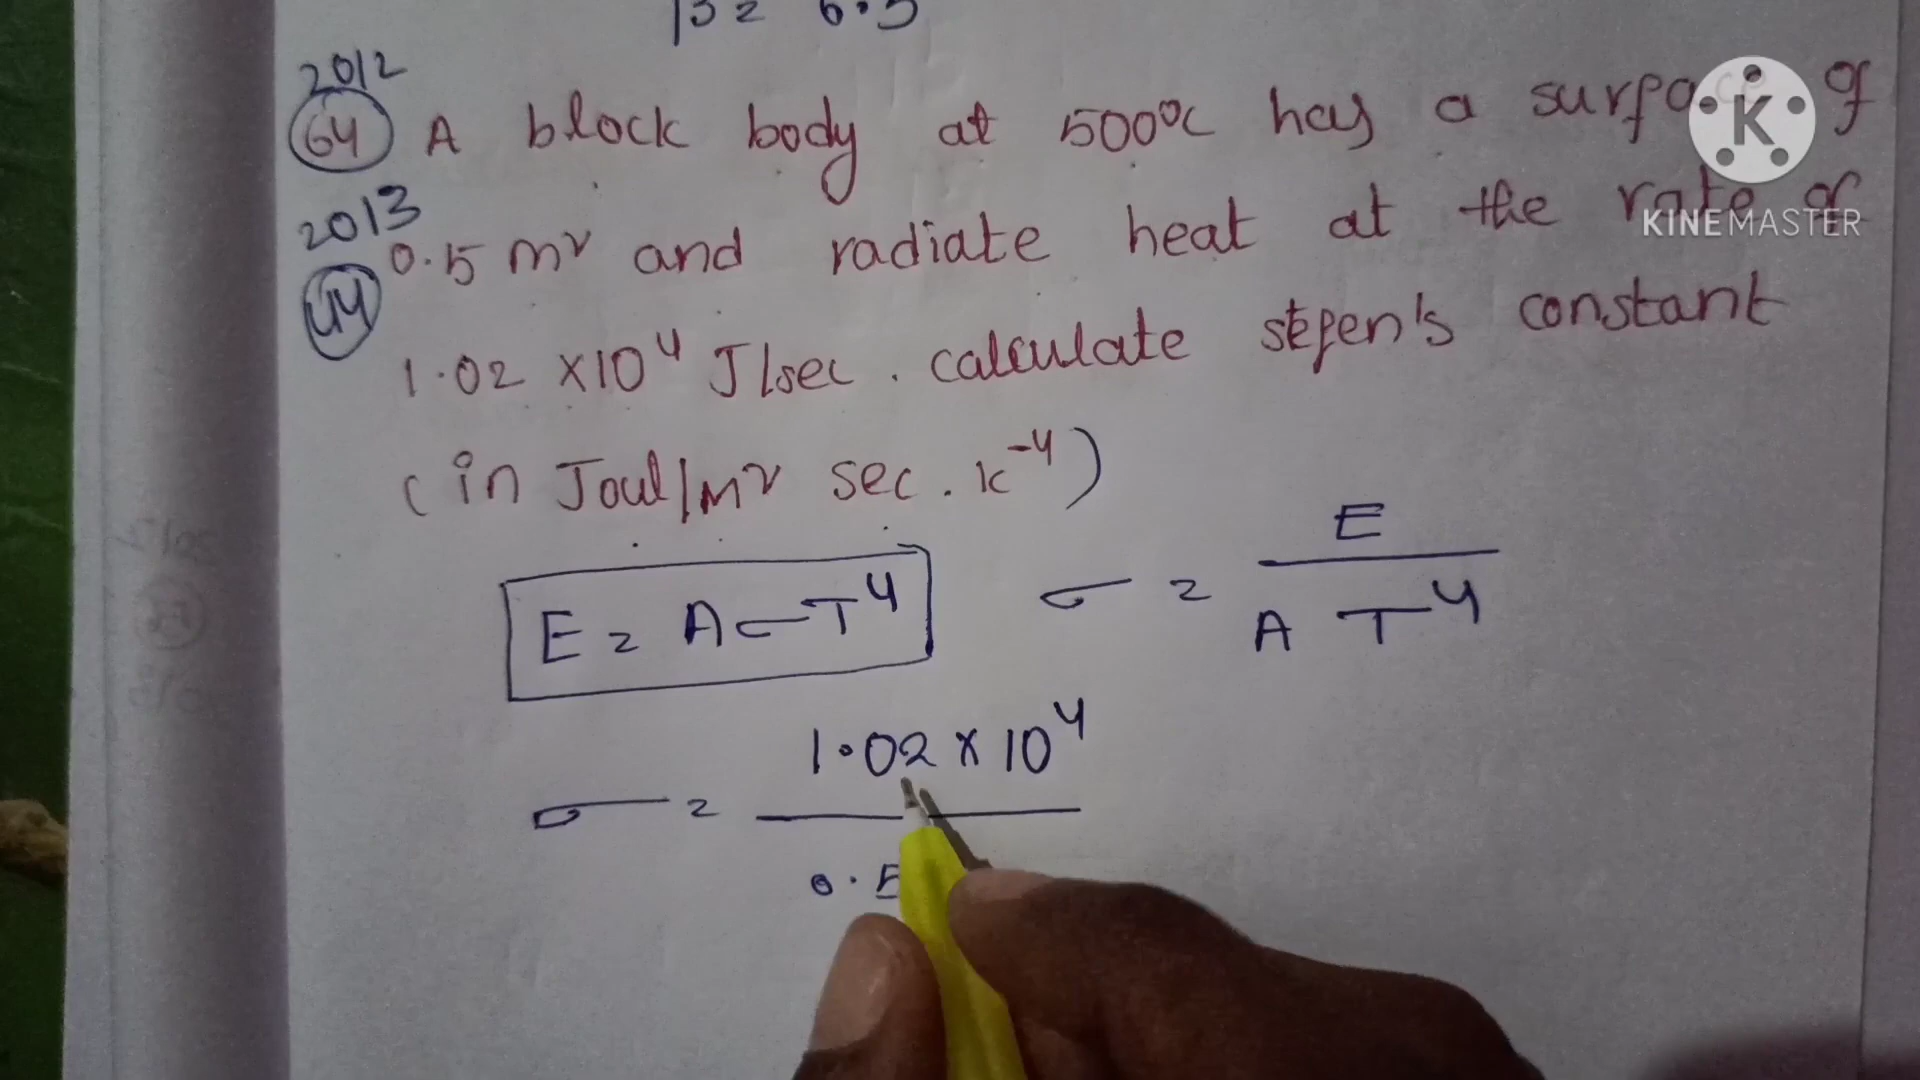 2012
64 A block body at 500°c has a surface of
2013
44
0.5 m² and radiate heat at the rate of
K
KINEMASTER
1.02 ×10⁴ J/sec. calculate stefen's constant
(in Joul/m² sec. k⁻⁴)
E = A σ T⁴
σ = E / A T⁴
σ = 1.02 × 10⁴ / 0.5